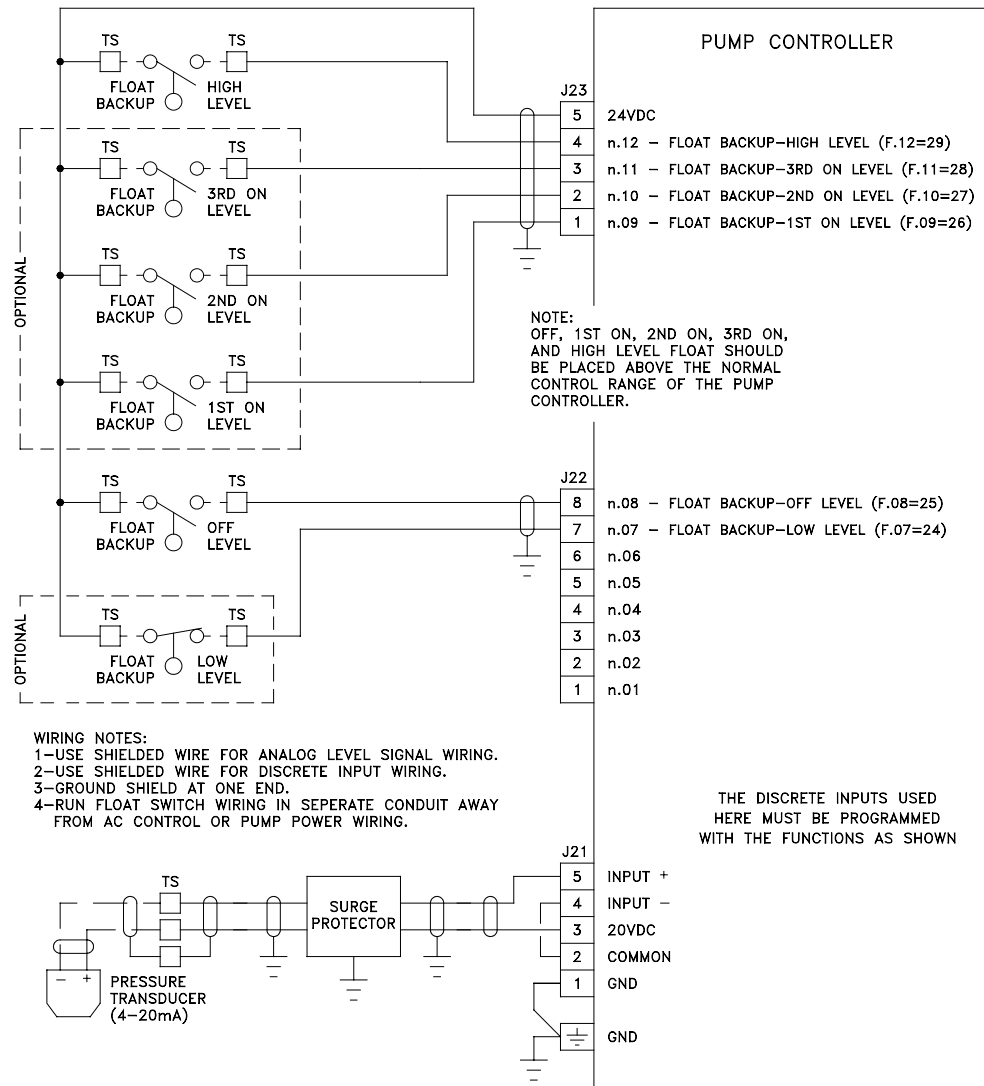 PUMP CONTROLLER
TS TS
FLOAT BACKUP HIGH LEVEL
J23
5 24VDC
4 n.12 – FLOAT BACKUP–HIGH LEVEL (F.12=29)
3 n.11 – FLOAT BACKUP–3RD ON LEVEL (F.11=28)
2 n.10 – FLOAT BACKUP–2ND ON LEVEL (F.10=27)
1 n.09 – FLOAT BACKUP–1ST ON LEVEL (F.09=26)
OPTIONAL
TS TS
FLOAT BACKUP 3RD ON LEVEL
TS TS
FLOAT BACKUP 2ND ON LEVEL
TS TS
FLOAT BACKUP 1ST ON LEVEL
NOTE:
OFF, 1ST ON, 2ND ON, 3RD ON,
AND HIGH LEVEL FLOAT SHOULD
BE PLACED ABOVE THE NORMAL
CONTROL RANGE OF THE PUMP
CONTROLLER.
TS TS
FLOAT BACKUP OFF LEVEL
J22
8 n.08 – FLOAT BACKUP–OFF LEVEL (F.08=25)
7 n.07 – FLOAT BACKUP–LOW LEVEL (F.07=24)
6 n.06
5 n.05
4 n.04
3 n.03
2 n.02
1 n.01
OPTIONAL
TS TS
FLOAT BACKUP LOW LEVEL
WIRING NOTES:
1–USE SHIELDED WIRE FOR ANALOG LEVEL SIGNAL WIRING.
2–USE SHIELDED WIRE FOR DISCRETE INPUT WIRING.
3–GROUND SHIELD AT ONE END.
4–RUN FLOAT SWITCH WIRING IN SEPERATE CONDUIT AWAY
FROM AC CONTROL OR PUMP POWER WIRING.
THE DISCRETE INPUTS USED
HERE MUST BE PROGRAMMED
WITH THE FUNCTIONS AS SHOWN
J21
5 INPUT +
4 INPUT –
3 20VDC
2 COMMON
1 GND
GND
TS
SURGE
PROTECTOR
– +
PRESSURE
TRANSDUCER
(4–20mA)